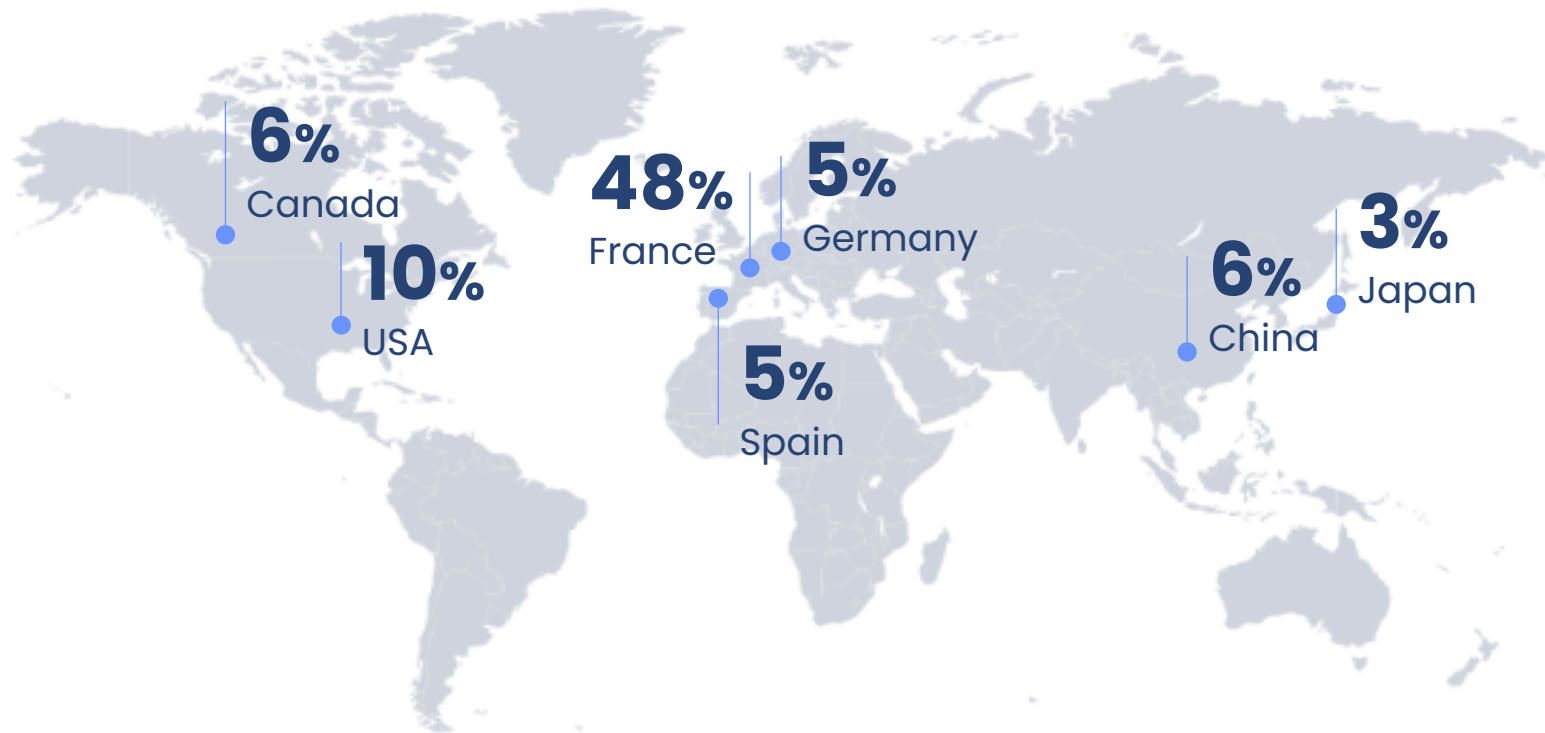 6%
Canada
10%
USA
48%
France
5%
Germany
5%
Spain
6%
China
3%
Japan